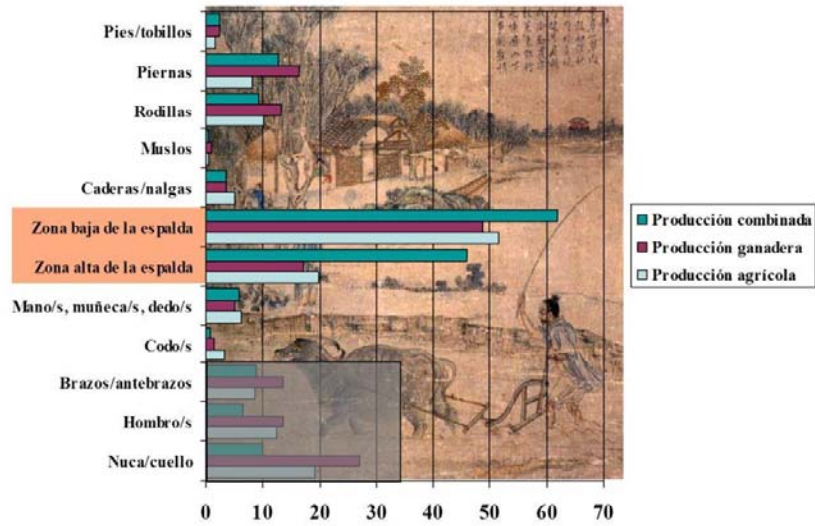 Pies/tobillos
Piernas
Rodillas
Muslos
Caderas/nalgas
Zona baja de la espalda
Zona alta de la espalda
Mano/s, muñeca/s, dedo/s
Codo/s
Brazos/antebrazos
Hombro/s
Nuca/cuello
0 10 20 30 40 50 60 70
Producción combinada
Producción ganadera
Producción agrícola